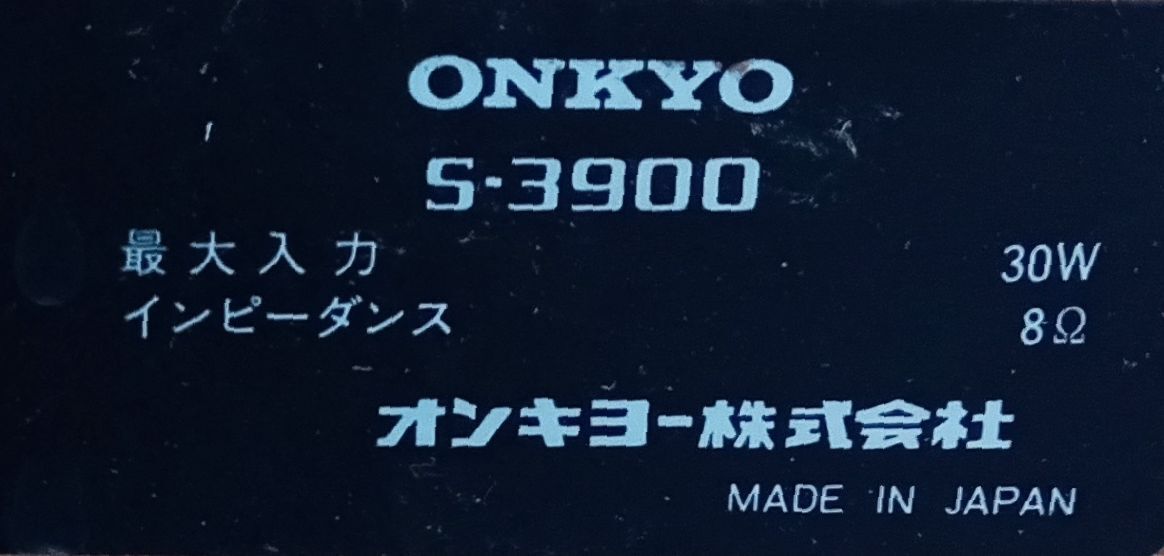 ONKYO
S-3900
最大入力 30W
インピーダンス 8Ω
オンキヨー株式会社
MADE IN JAPAN